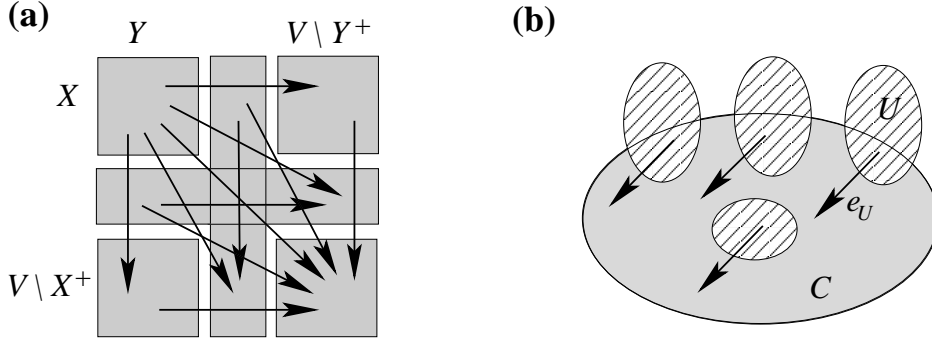 (a)
Y
V \ Y⁺
X
V \ X⁺
(b)
U
e_U
C